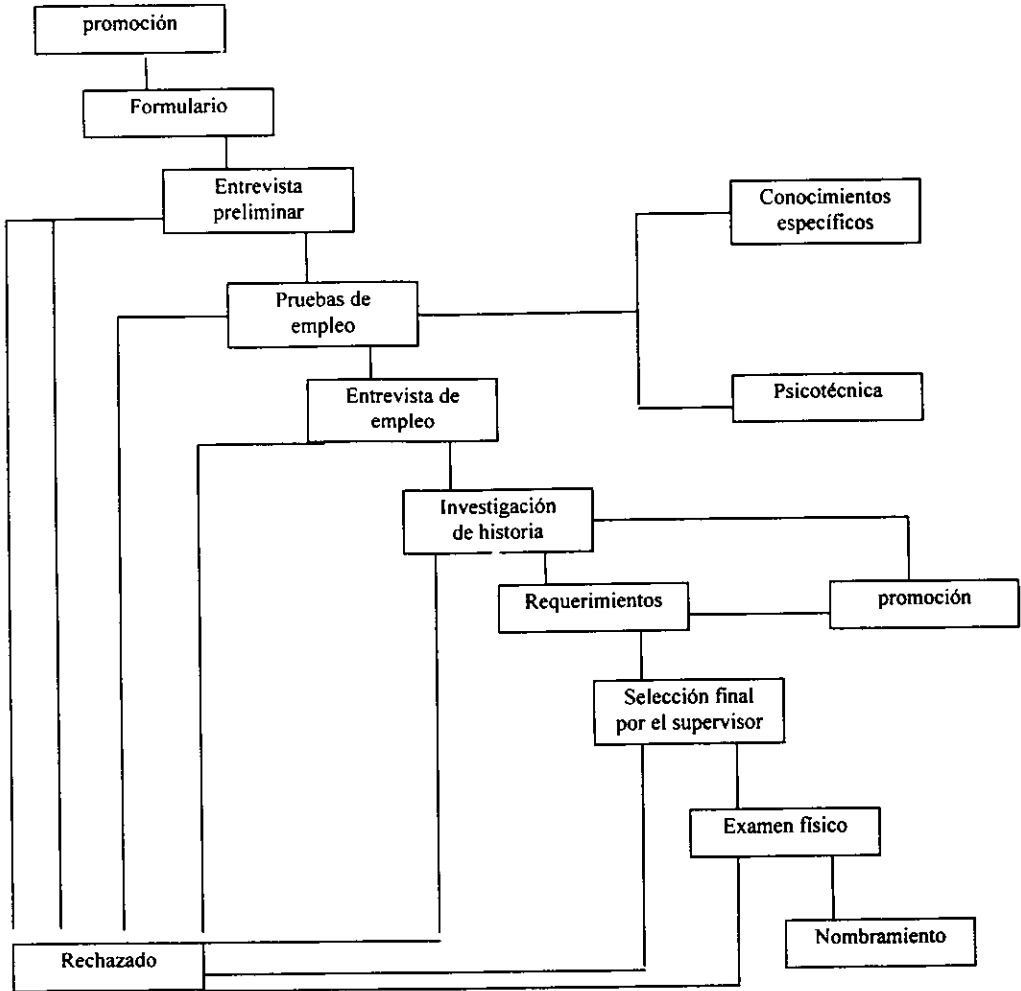 promoción
Formulario
Entrevista
preliminar
Conocimientos
específicos
Pruebas de
empleo
Psicotécnica
Entrevista de
empleo
Investigación
de historia
Requerimientos
promoción
Selección final
por el supervisor
Examen físico
Nombramiento
Rechazado